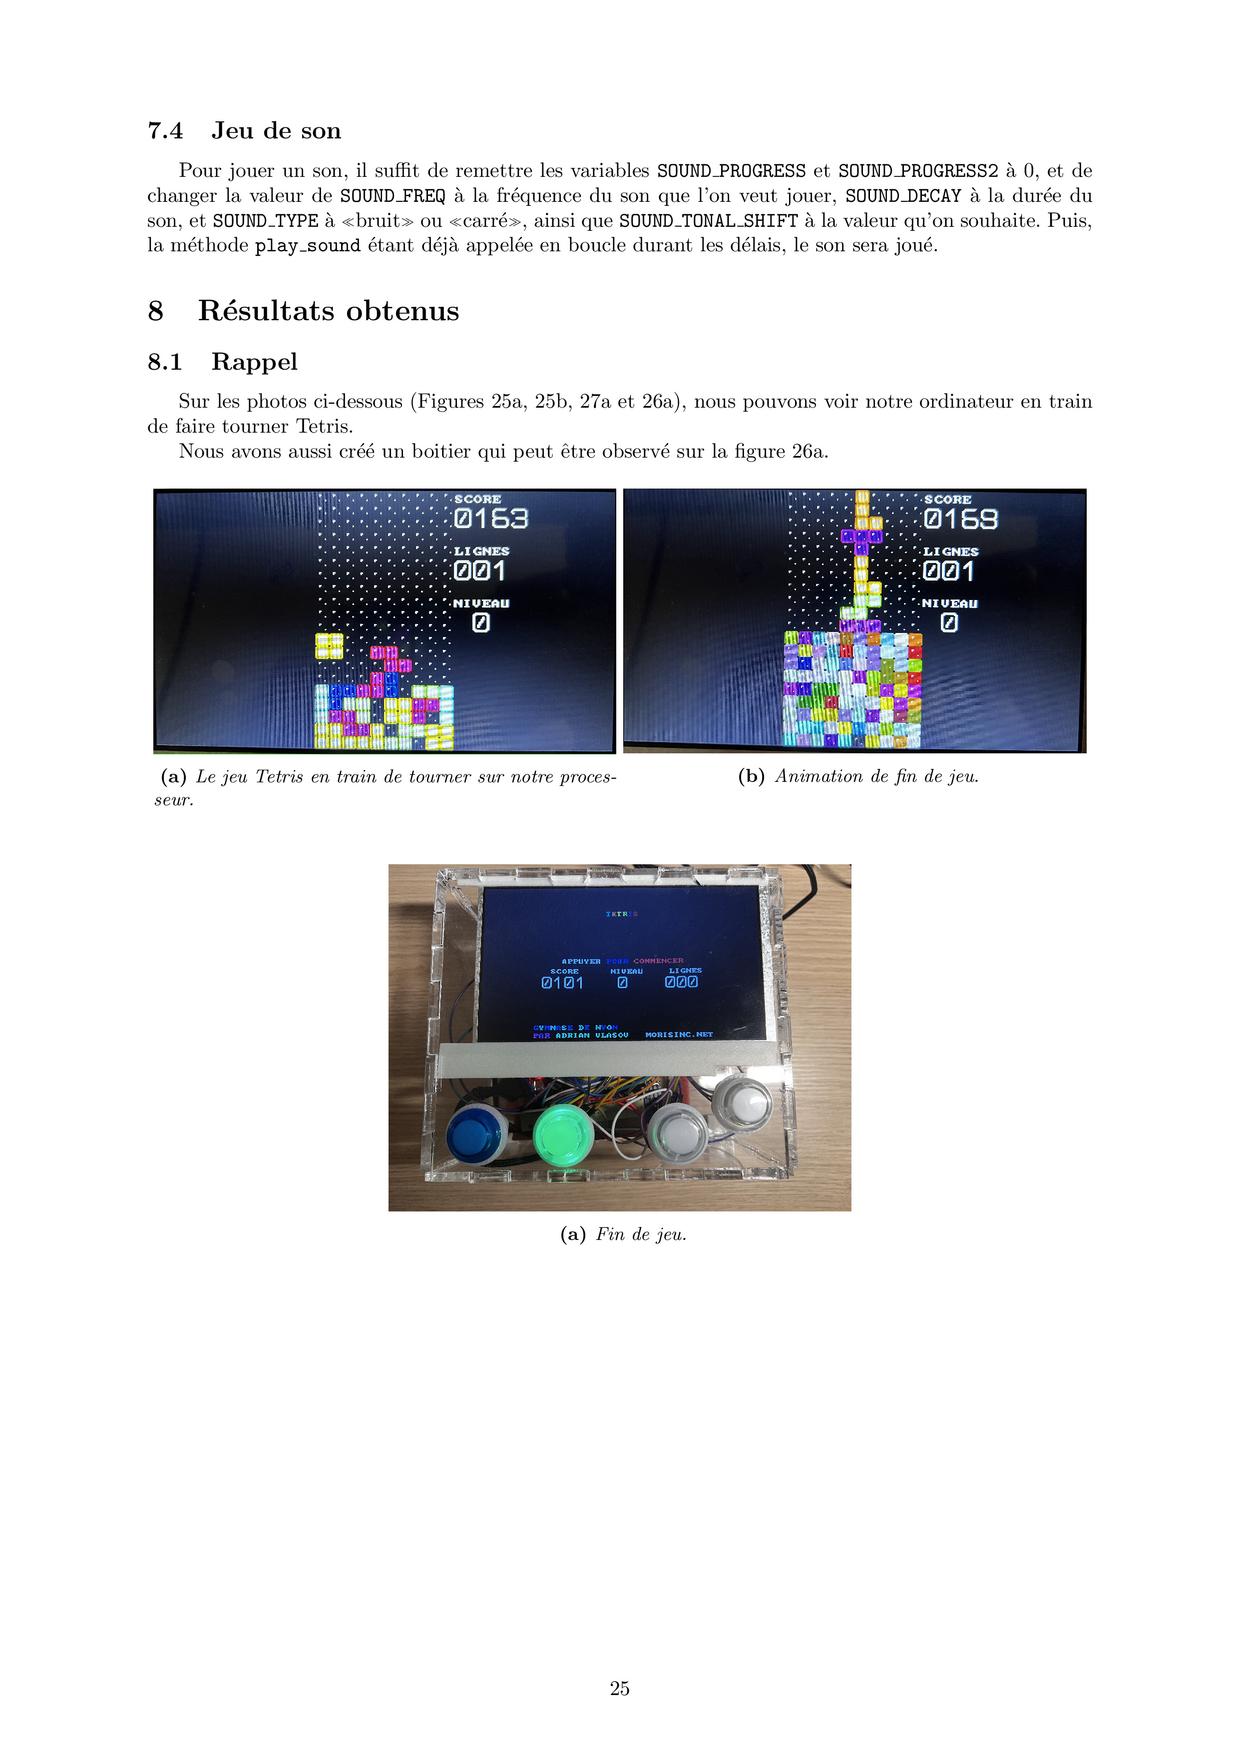 7.4 Jeu de son
Pour jouer un son, il suffit de remettre les variables SOUND_PROGRESS et SOUND_PROGRESS2 à 0, et de
changer la valeur de SOUND_FREQ à la fréquence du son que l'on veut jouer, SOUND_DECAY à la durée du
son, et SOUND_TYPE à «bruit» ou «carré», ainsi que SOUND_TONAL_SHIFT à la valeur qu'on souhaite. Puis,
la méthode play_sound étant déjà appelée en boucle durant les délais, le son sera joué.
8 Résultats obtenus
8.1 Rappel
Sur les photos ci-dessous (Figures 25a, 25b, 27a et 26a), nous pouvons voir notre ordinateur en train
de faire tourner Tetris.
Nous avons aussi créé un boitier qui peut être observé sur la figure 26a.
SCORE
0163
LIGNES
001
NIVEAU
0
SCORE
0169
LIGNES
001
NIVEAU
0
(a) Le jeu Tetris en train de tourner sur notre proces-
seur.
(b) Animation de fin de jeu.
TETRIS
APPUYER POUR COMMENCER
SCORE NIVEAU LIGNES
0101 0 000
GYMNASE DE NYON
PAR ADRIAN VLASOV MORISINC.NET
(a) Fin de jeu.
25